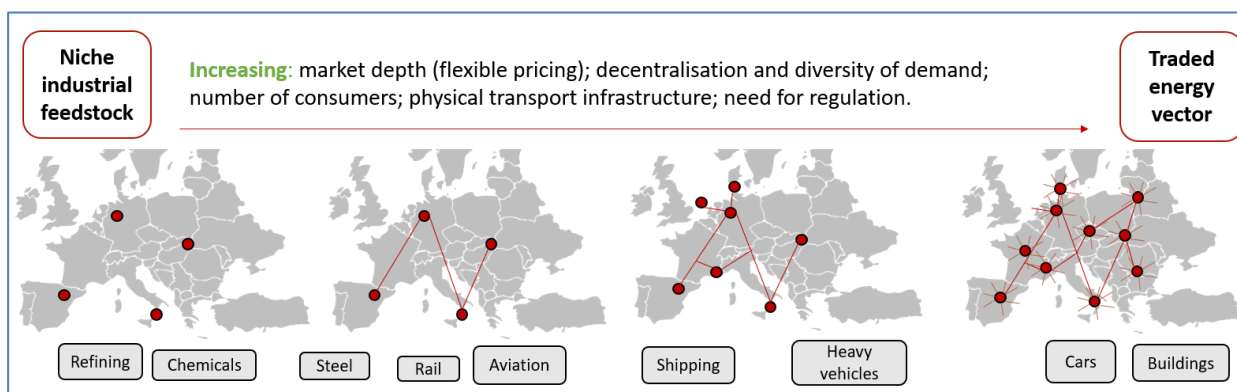 Niche
industrial
feedstock
Increasing: market depth (flexible pricing); decentralisation and diversity of demand;
number of consumers; physical transport infrastructure; need for regulation.
Traded
energy
vector
Refining
Chemicals
Steel
Rail
Aviation
Shipping
Heavy
vehicles
Cars
Buildings